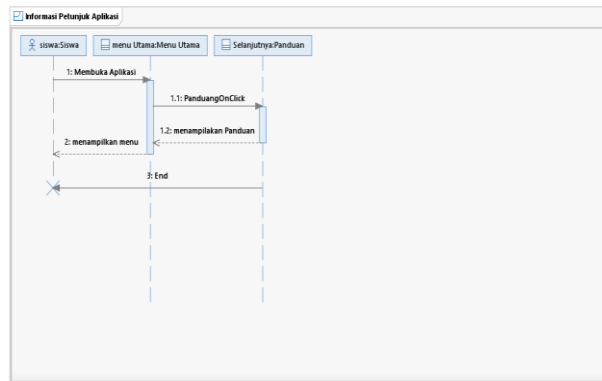 Informasi Petunjuk Aplikasi
siswa:Siswa
menu Utama:Menu Utama
Selanjutnya:Panduan
1: Membuka Aplikasi
1.1: PanduangOnClick
1.2: menampilakan Panduan
2: menampilkan menu
3: End